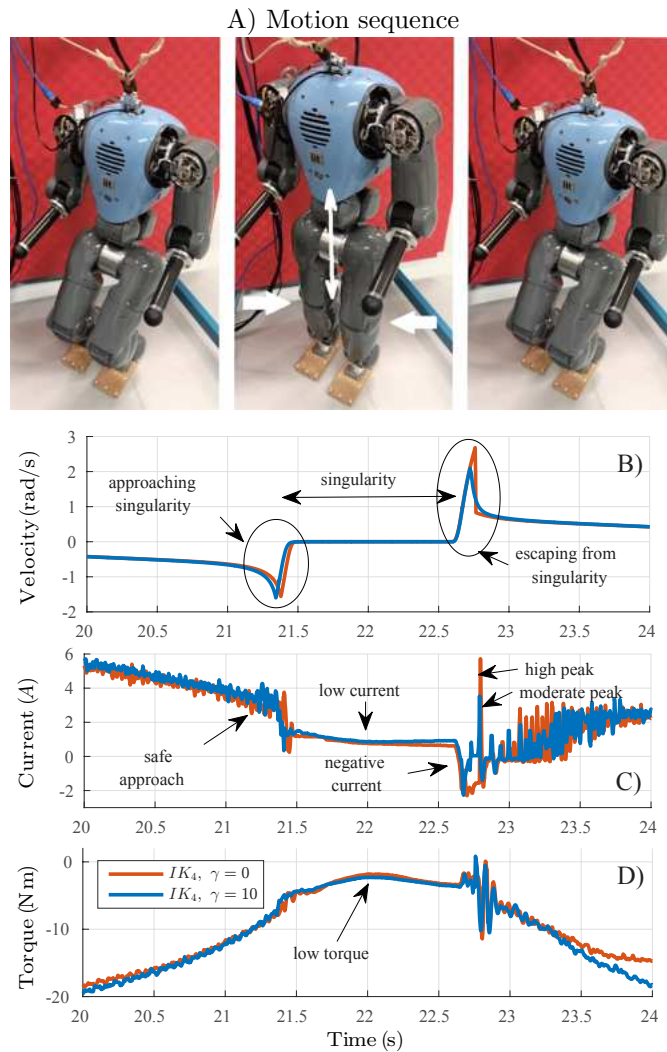 A) Motion sequence
3
2
1
0
-1
-2
Velocity (rad/s)
B)
approaching
singularity
singularity
escaping from
singularity
20 20.5 21 21.5 22 22.5 23 23.5 24
6
4
2
0
-2
Current (A)
high peak
moderate peak
low current
safe
approach
negative
current
C)
20 20.5 21 21.5 22 22.5 23 23.5 24
0
-10
-20
Torque (N m)
IK4, γ = 0
IK4, γ = 10
D)
low torque
20 20.5 21 21.5 22 22.5 23 23.5 24
Time (s)